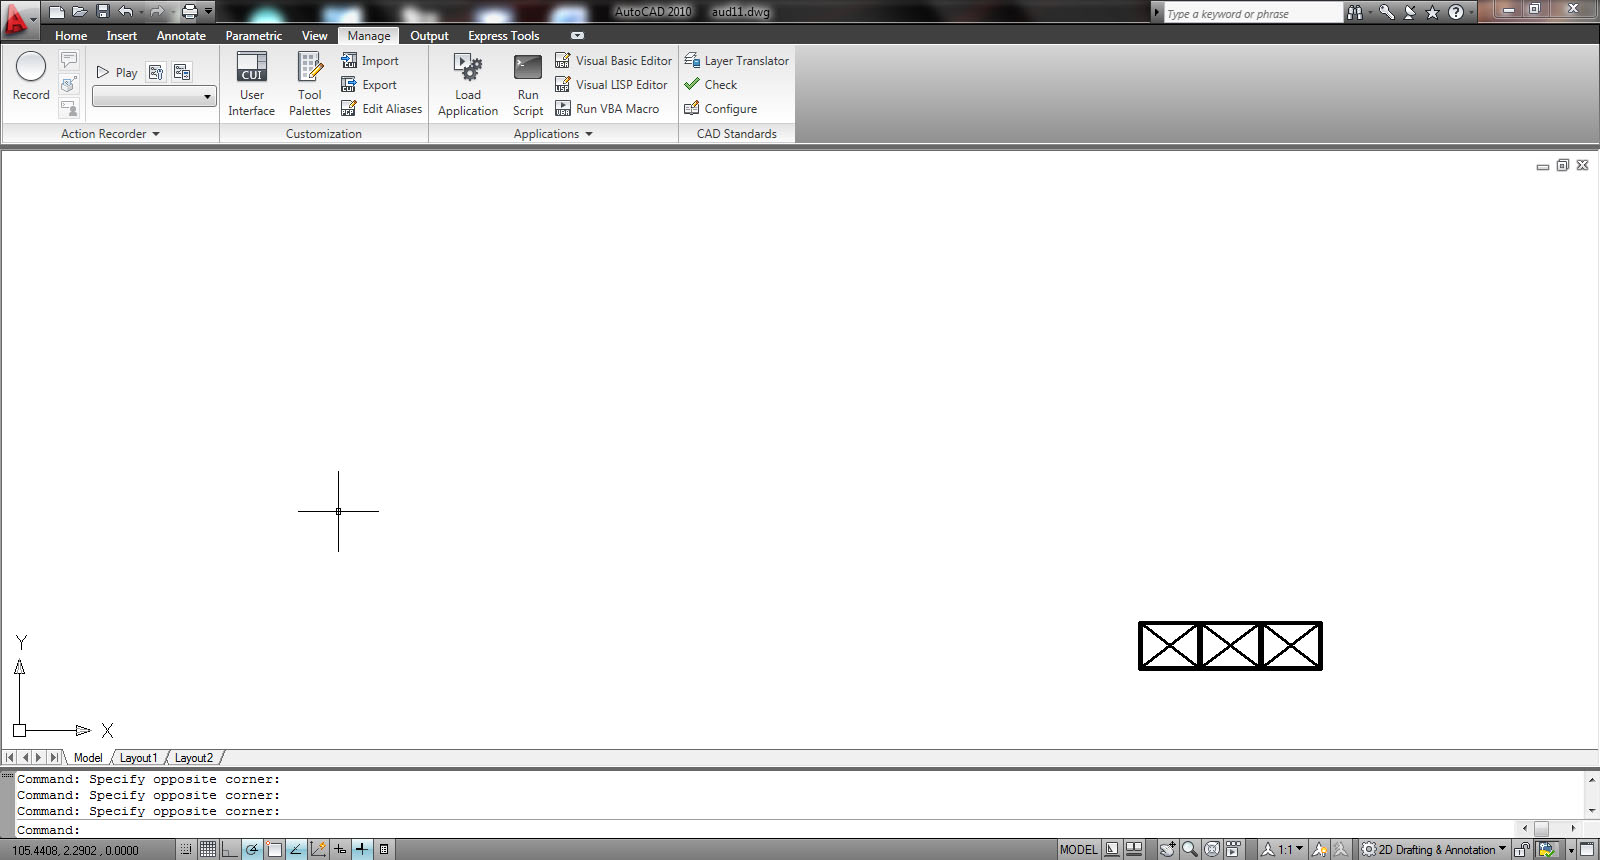 AutoCAD 2010 aud11.dwg
Type a keyword or phrase
Home Insert Annotate Parametric View Manage Output Express Tools
Record
Play
Action Recorder
CUI
User Interface
Tool Palettes
Import
Export
Edit Aliases
Customization
Load Application
Run Script
Visual Basic Editor
Visual LISP Editor
Run VBA Macro
Applications
Layer Translator
Check
Configure
CAD Standards
Y
X
Model Layout1 Layout2
Command: Specify opposite corner:
Command: Specify opposite corner:
Command: Specify opposite corner:
Command:
105.4408, 2.2902 , 0.0000 MODEL 1:1 2D Drafting & Annotation